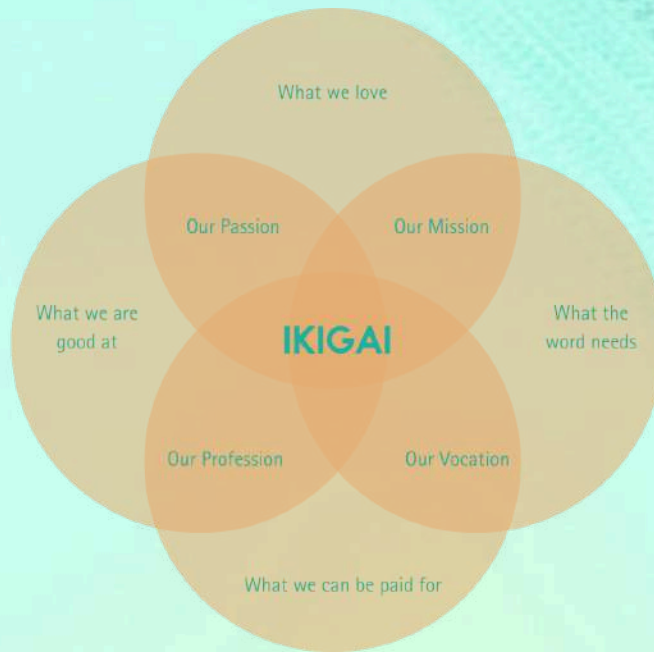 What we love
Our Passion
Our Mission
What we are
good at
IKIGAI
What the
word needs
Our Profession
Our Vocation
What we can be paid for